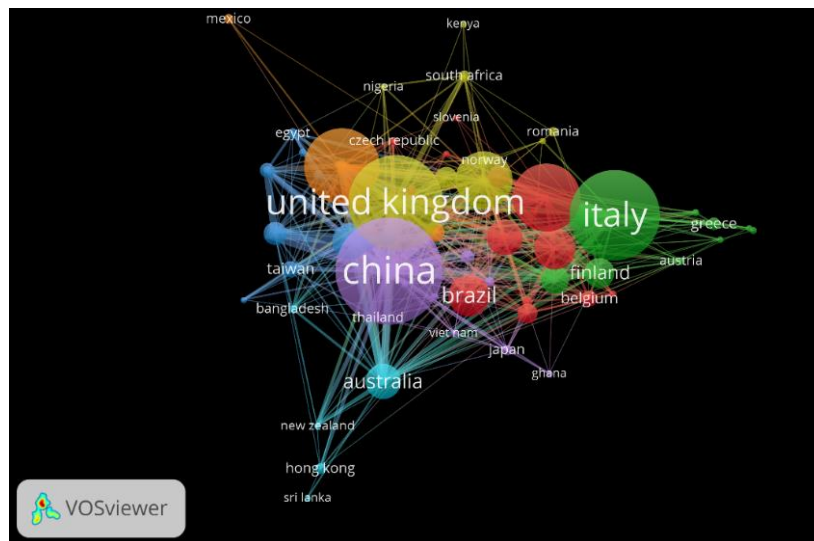 mexico
kenya
south africa
nigeria
slovenia
egypt
czech republic
romania
norway
united kingdom
italy
greece
austria
taiwan
china
finland
brazil
belgium
bangladesh
thailand
viet nam
japan
ghana
australia
new zealand
hong kong
sri lanka
VOSviewer